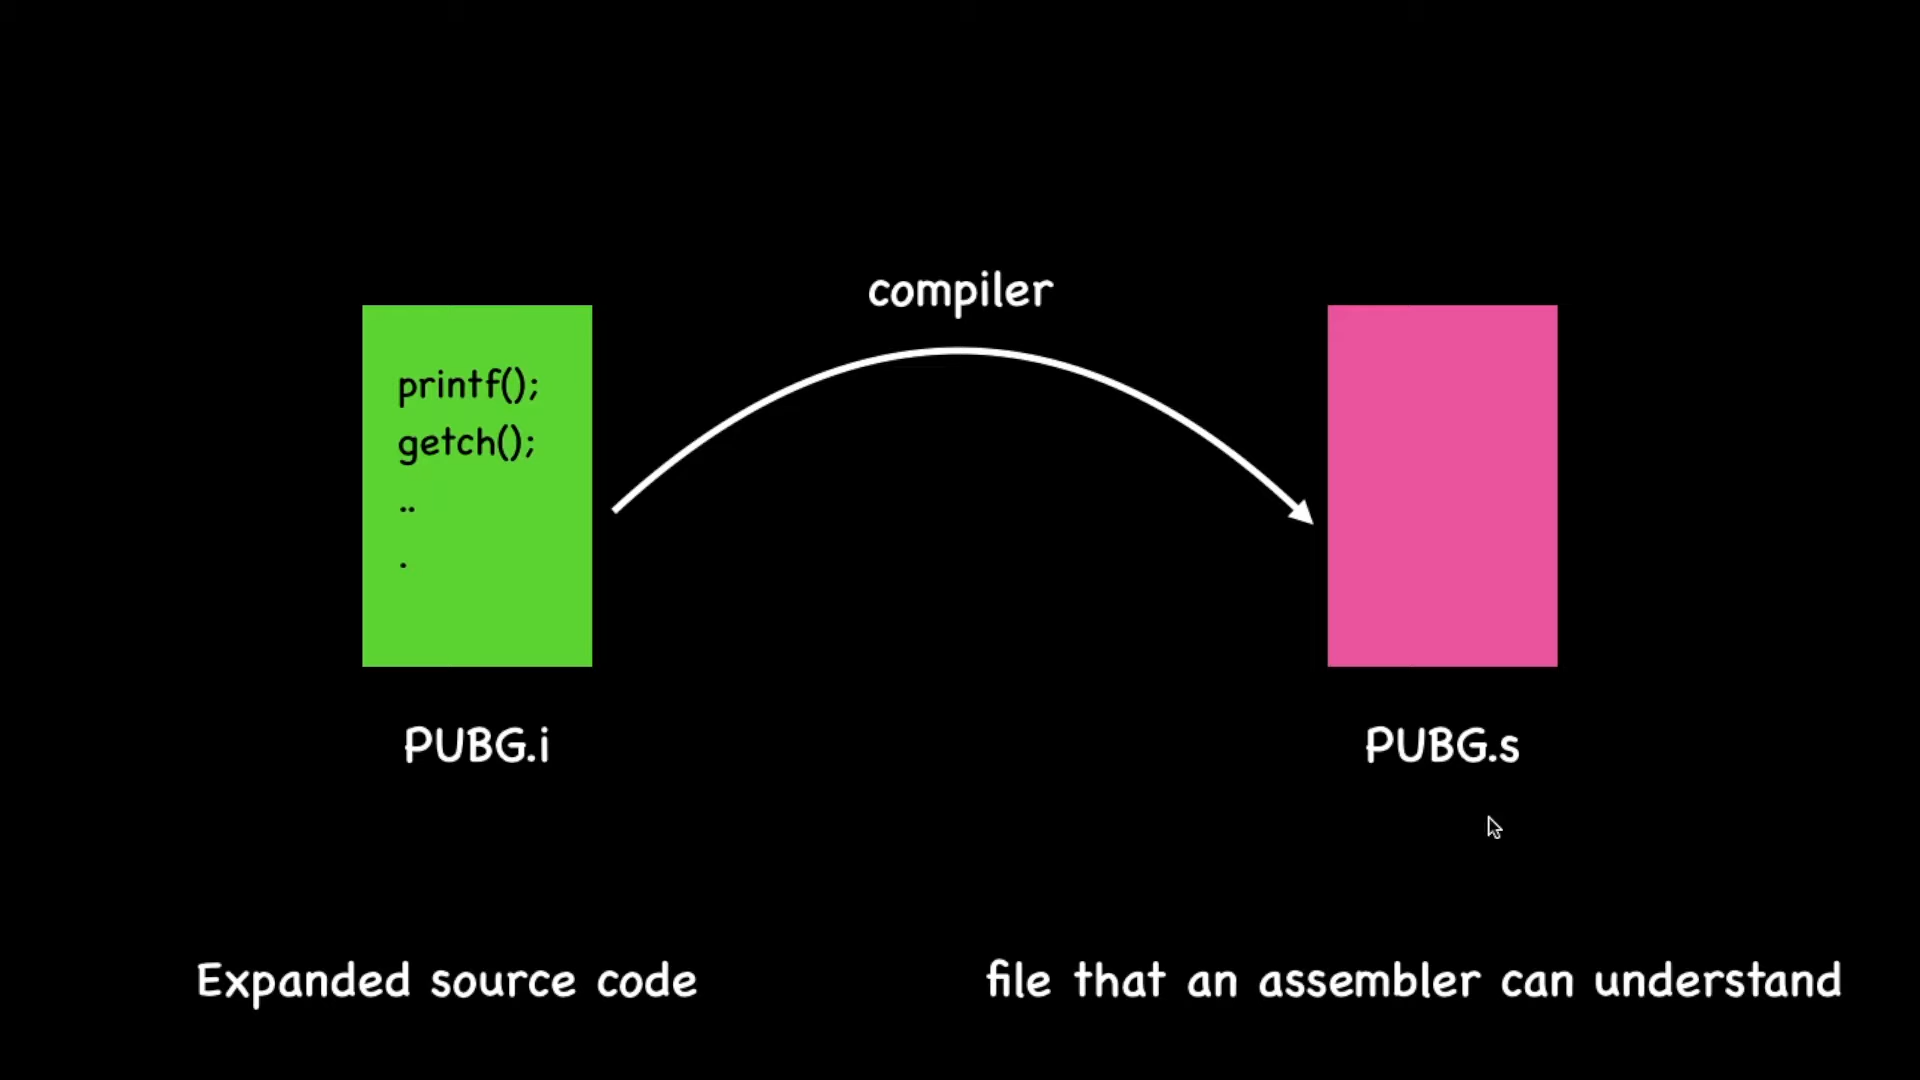 compiler
printf();
getch();
..
.
PUBG.i
PUBG.s
Expanded source code
file that an assembler can understand